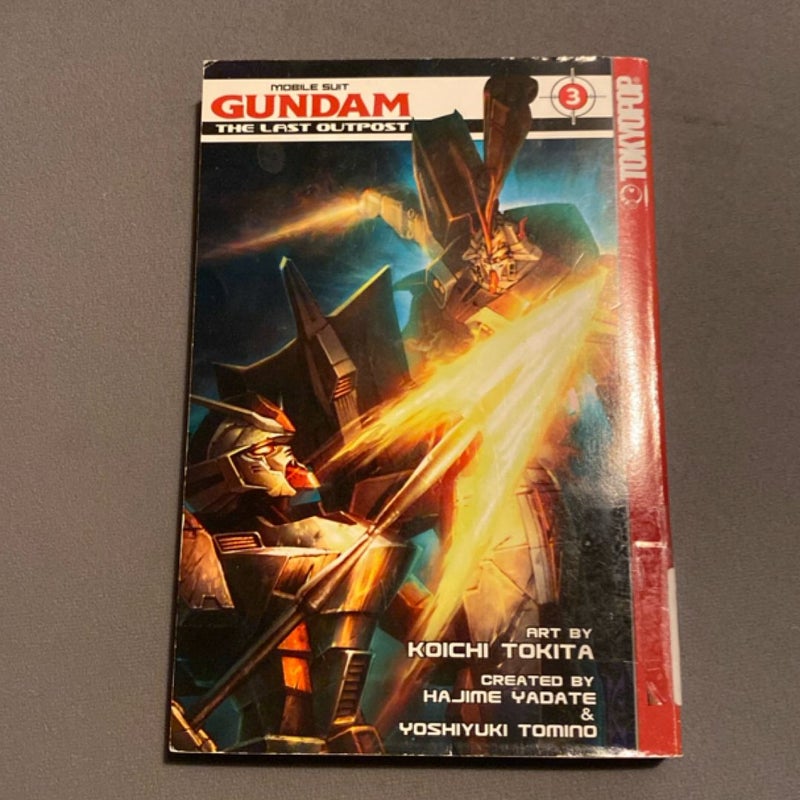 MOBILE SUIT
GUNDAM
THE LAST OUTPOST
3
TOKYOPOP®
ART BY
KOICHI TOKITA
CREATED BY
HAJIME YADATE
&
YOSHIYUKI TOMINO